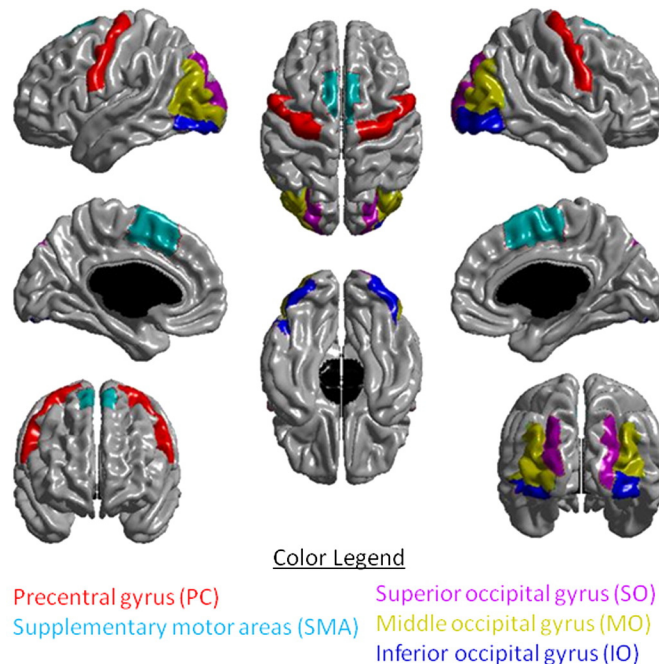 Color Legend
Precentral gyrus (PC)
Supplementary motor areas (SMA)
Superior occipital gyrus (SO)
Middle occipital gyrus (MO)
Inferior occipital gyrus (IO)